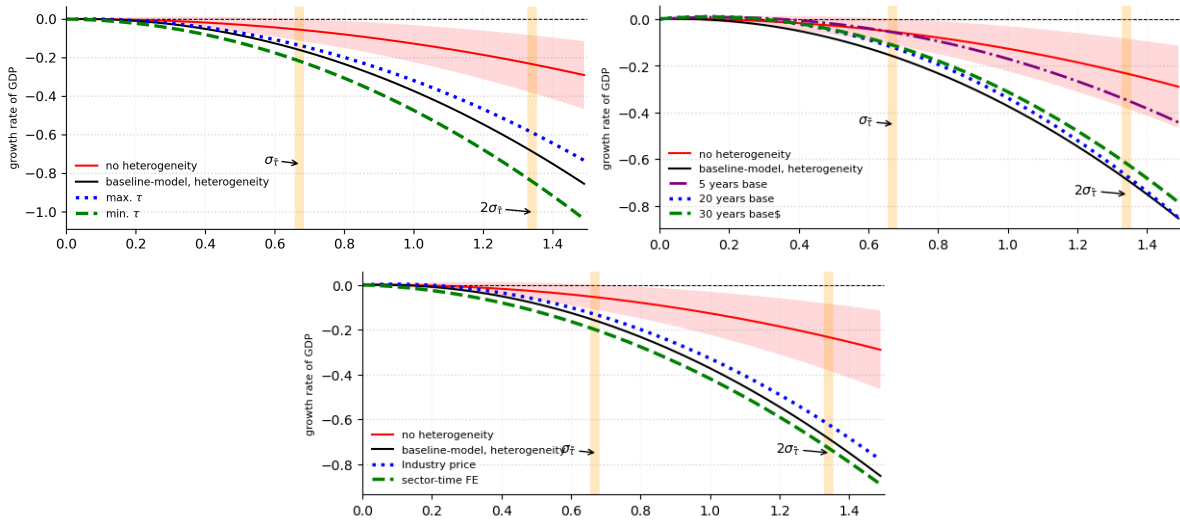 growth rate of GDP
0.0
−0.2
−0.4
−0.6
−0.8
−1.0
0.0 0.2 0.4 0.6 0.8 1.0 1.2 1.4
no heterogeneity
baseline-model, heterogeneity
max. τ
min. τ
σ_τ̃
2σ_τ̃
growth rate of GDP
0.0
−0.2
−0.4
−0.6
−0.8
0.0 0.2 0.4 0.6 0.8 1.0 1.2 1.4
no heterogeneity
baseline-model, heterogeneity
5 years base
20 years base
30 years base$
σ_τ̃
2σ_τ̃
growth rate of GDP
0.0
−0.2
−0.4
−0.6
−0.8
0.0 0.2 0.4 0.6 0.8 1.0 1.2 1.4
no heterogeneity
baseline-model, heterogeneity
Industry price
sector-time FE
σ_τ̃
2σ_τ̃